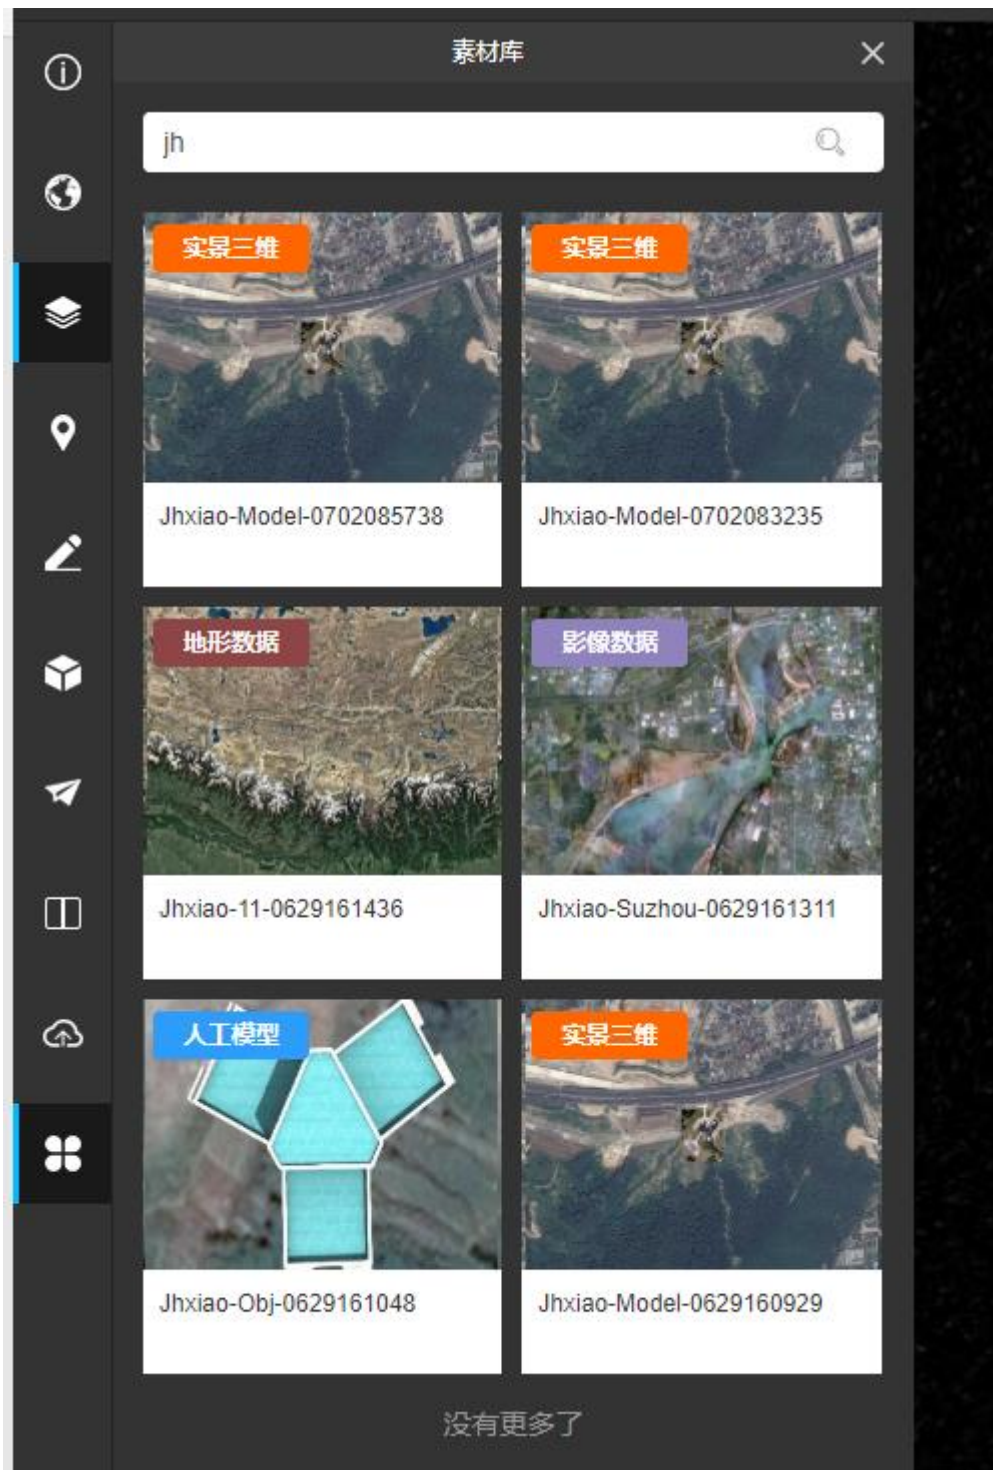 素材库
jh
实景三维
实景三维
Jhxiao-Model-0702085738
Jhxiao-Model-0702083235
地形数据
影像数据
Jhxiao-11-0629161436
Jhxiao-Suzhou-0629161311
人工模型
实景三维
Jhxiao-Obj-0629161048
Jhxiao-Model-0629160929
没有更多了